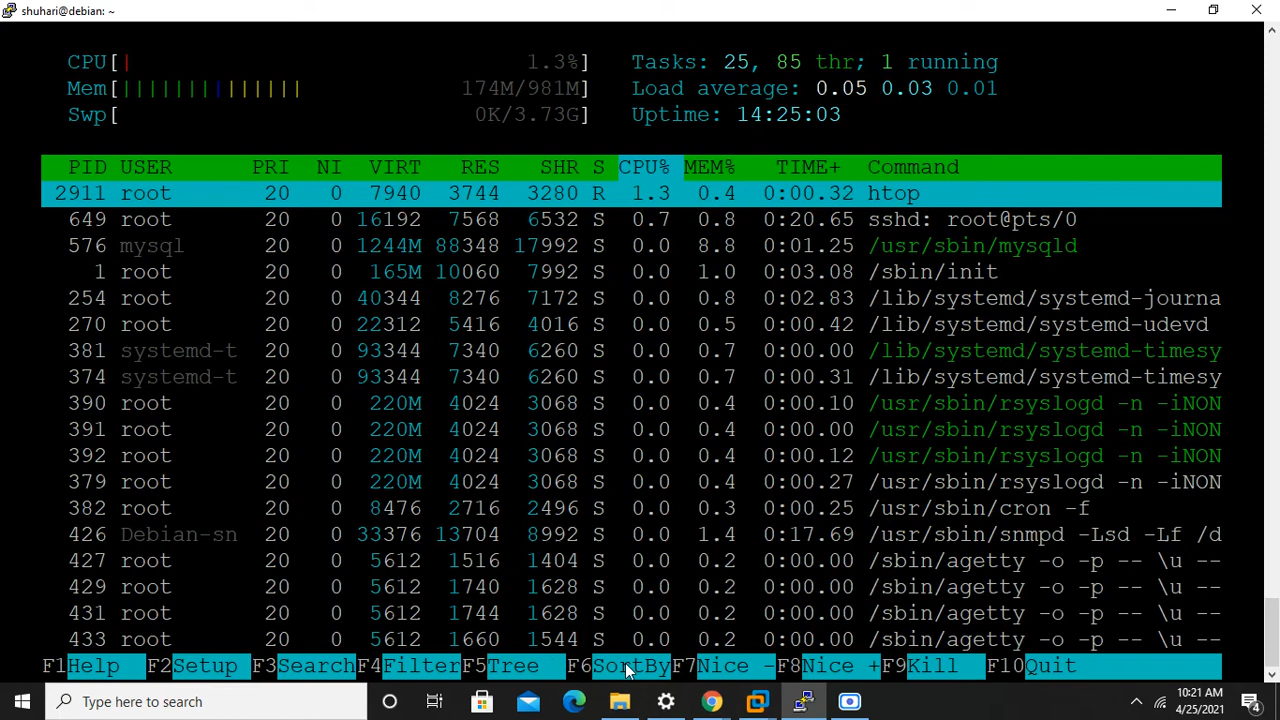 shuhari@debian: ~
CPU[| 1.3%] Tasks: 25, 85 thr; 1 running
Mem[||||||||||||||| 174M/981M] Load average: 0.05 0.03 0.01
Swp[ 0K/3.73G] Uptime: 14:25:03
PID USER PRI NI VIRT RES SHR S CPU% MEM% TIME+ Command
2911 root 20 0 7940 3744 3280 R 1.3 0.4 0:00.32 htop
649 root 20 0 16192 7568 6532 S 0.7 0.8 0:20.65 sshd: root@pts/0
576 mysql 20 0 1244M 88348 17992 S 0.0 8.8 0:01.25 /usr/sbin/mysqld
1 root 20 0 165M 10060 7992 S 0.0 1.0 0:03.08 /sbin/init
254 root 20 0 40344 8276 7172 S 0.0 0.8 0:02.83 /lib/systemd/systemd-journa
270 root 20 0 22312 5416 4016 S 0.0 0.5 0:00.42 /lib/systemd/systemd-udevd
381 systemd-t 20 0 93344 7340 6260 S 0.0 0.7 0:00.00 /lib/systemd/systemd-timesy
374 systemd-t 20 0 93344 7340 6260 S 0.0 0.7 0:00.31 /lib/systemd/systemd-timesy
390 root 20 0 220M 4024 3068 S 0.0 0.4 0:00.10 /usr/sbin/rsyslogd -n -iNON
391 root 20 0 220M 4024 3068 S 0.0 0.4 0:00.00 /usr/sbin/rsyslogd -n -iNON
392 root 20 0 220M 4024 3068 S 0.0 0.4 0:00.12 /usr/sbin/rsyslogd -n -iNON
379 root 20 0 220M 4024 3068 S 0.0 0.4 0:00.27 /usr/sbin/rsyslogd -n -iNON
382 root 20 0 8476 2716 2496 S 0.0 0.3 0:00.25 /usr/sbin/cron -f
426 Debian-sn 20 0 33376 13704 8992 S 0.0 1.4 0:17.69 /usr/sbin/snmpd -Lsd -Lf /d
427 root 20 0 5612 1516 1404 S 0.0 0.2 0:00.00 /sbin/agetty -o -p -- \u --
429 root 20 0 5612 1740 1628 S 0.0 0.2 0:00.00 /sbin/agetty -o -p -- \u --
431 root 20 0 5612 1744 1628 S 0.0 0.2 0:00.00 /sbin/agetty -o -p -- \u --
433 root 20 0 5612 1660 1544 S 0.0 0.2 0:00.00 /sbin/agetty -o -p -- \u --
F1Help F2Setup F3SearchF4FilterF5Tree F6SortByF7Nice -F8Nice +F9Kill F10Quit
Type here to search
10:21 AM
4/25/2021
4